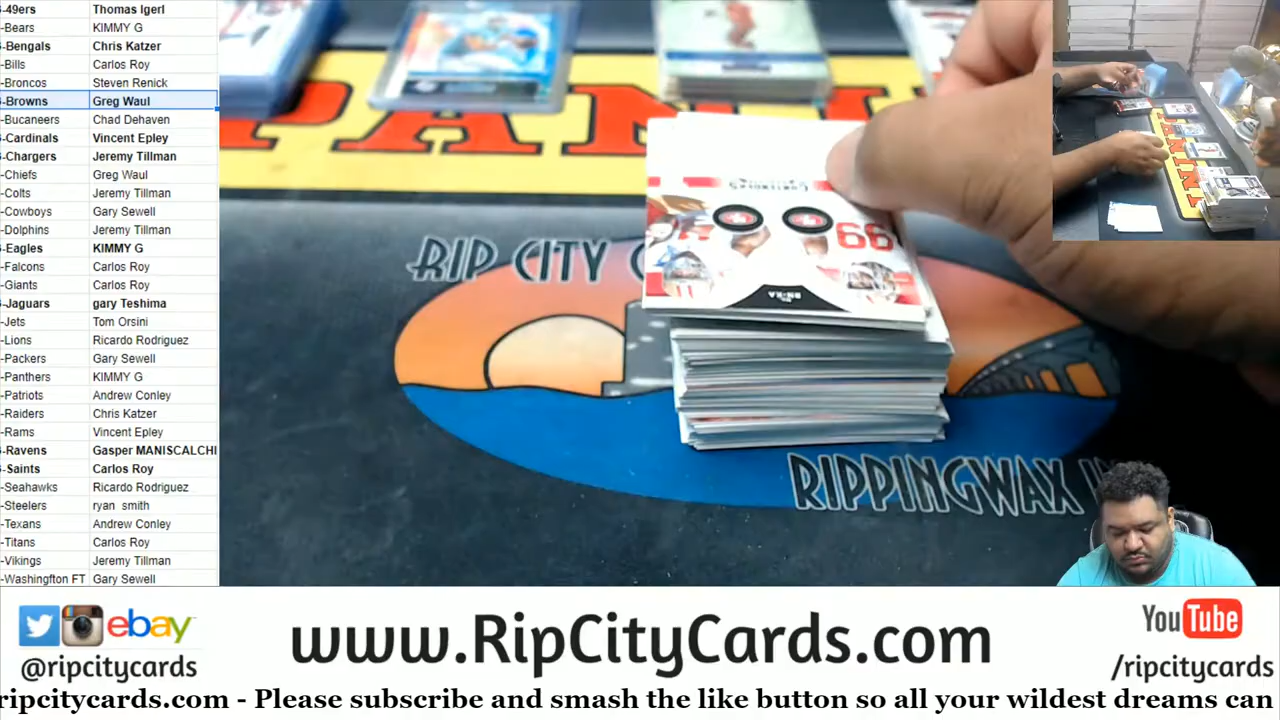 -49ers Thomas Igerl
-Bears KIMMY G
-Bengals Chris Katzer
-Bills Carlos Roy
-Broncos Steven Renick
-Browns Greg Waul
-Bucaneers Chad Dehaven
-Cardinals Vincent Epley
-Chargers Jeremy Tillman
-Chiefs Greg Waul
-Colts Jeremy Tillman
-Cowboys Gary Sewell
-Dolphins Jeremy Tillman
-Eagles KIMMY G
-Falcons Carlos Roy
-Giants Carlos Roy
-Jaguars gary Teshima
-Jets Tom Orsini
-Lions Ricardo Rodriguez
-Packers Gary Sewell
-Panthers KIMMY G
-Patriots Andrew Conley
-Raiders Chris Katzer
-Rams Vincent Epley
-Ravens Gasper MANISCALCHI
-Saints Carlos Roy
-Seahawks Ricardo Rodriguez
-Steelers ryan smith
-Texans Andrew Conley
-Titans Carlos Roy
-Vikings Jeremy Tillman
-Washingfton FT Gary Sewell
PANINI
CONTENDERS
99
RIP CITY
RIPPINGWAX
ebay
@ripcitycards
www.RipCityCards.com
YouTube
/ripcitycards
ripcitycards.com - Please subscribe and smash the like button so all your wildest dreams can